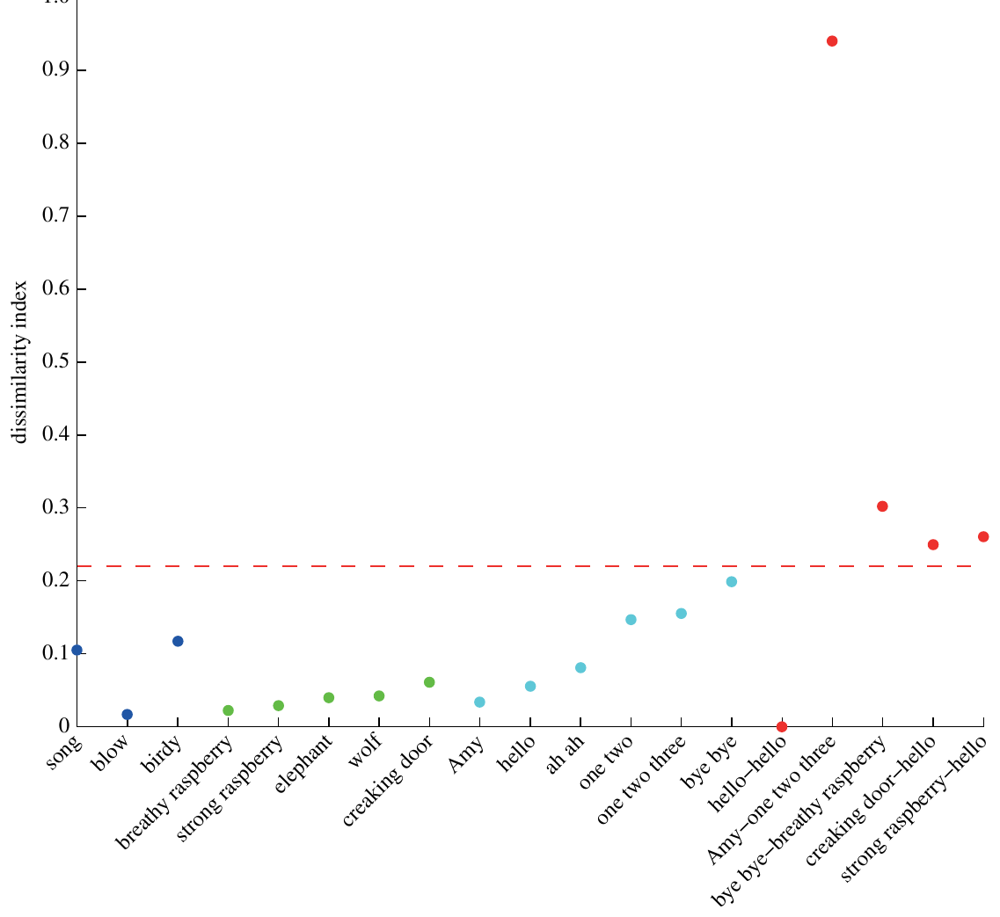 1.0
0.9
0.8
0.7
0.6
0.5
0.4
0.3
0.2
0.1
0
dissimilarity index
song
blow
birdy
breathy raspberry
strong raspberry
elephant
wolf
creaking door
Amy
hello
ah ah
one two
one two three
bye bye
hello–hello
Amy–one two three
bye bye–breathy raspberry
creaking door–hello
strong raspberry–hello